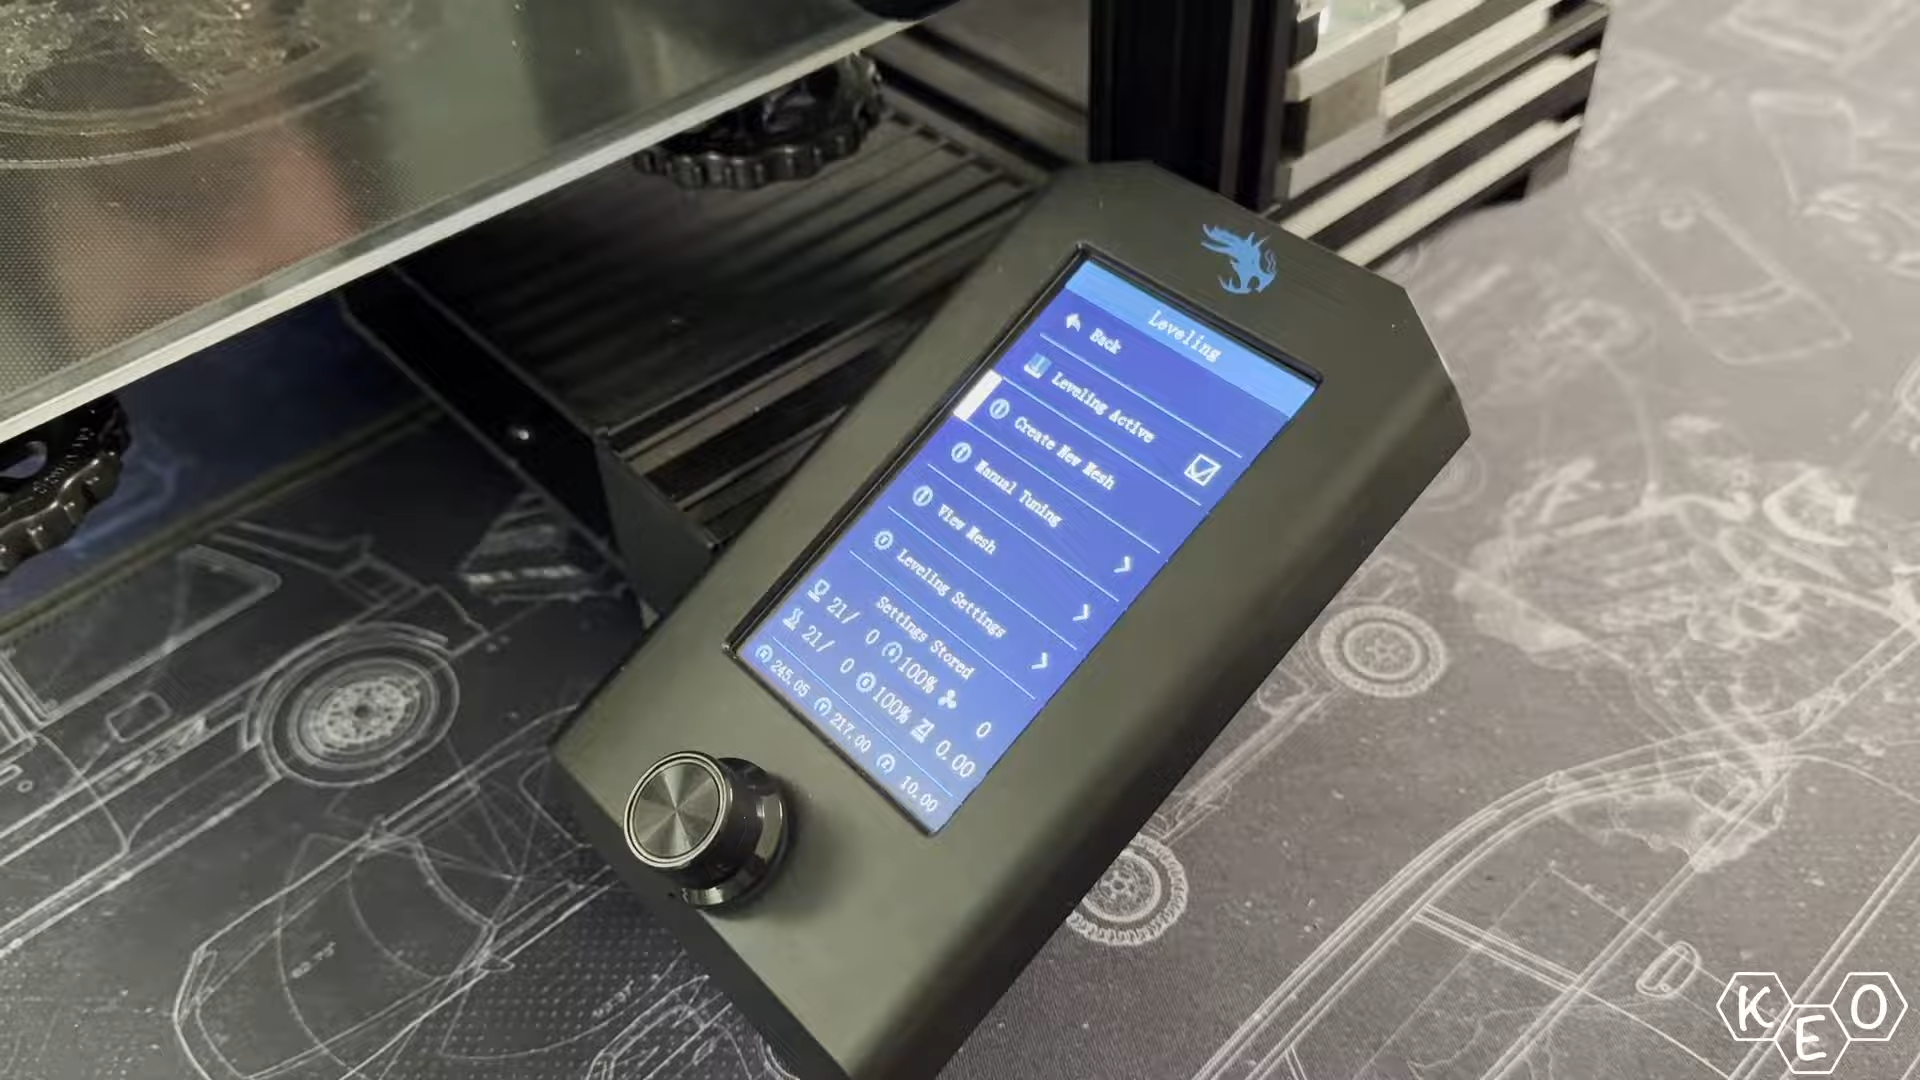 Leveling
Back
Leveling Active
Create New Mesh
Manual Tuning
View Mesh
Leveling Settings
Settings Stored
21/ 0 100% 0
21/ 0 100% 0.00
245.05 217.00 10.00
KEO